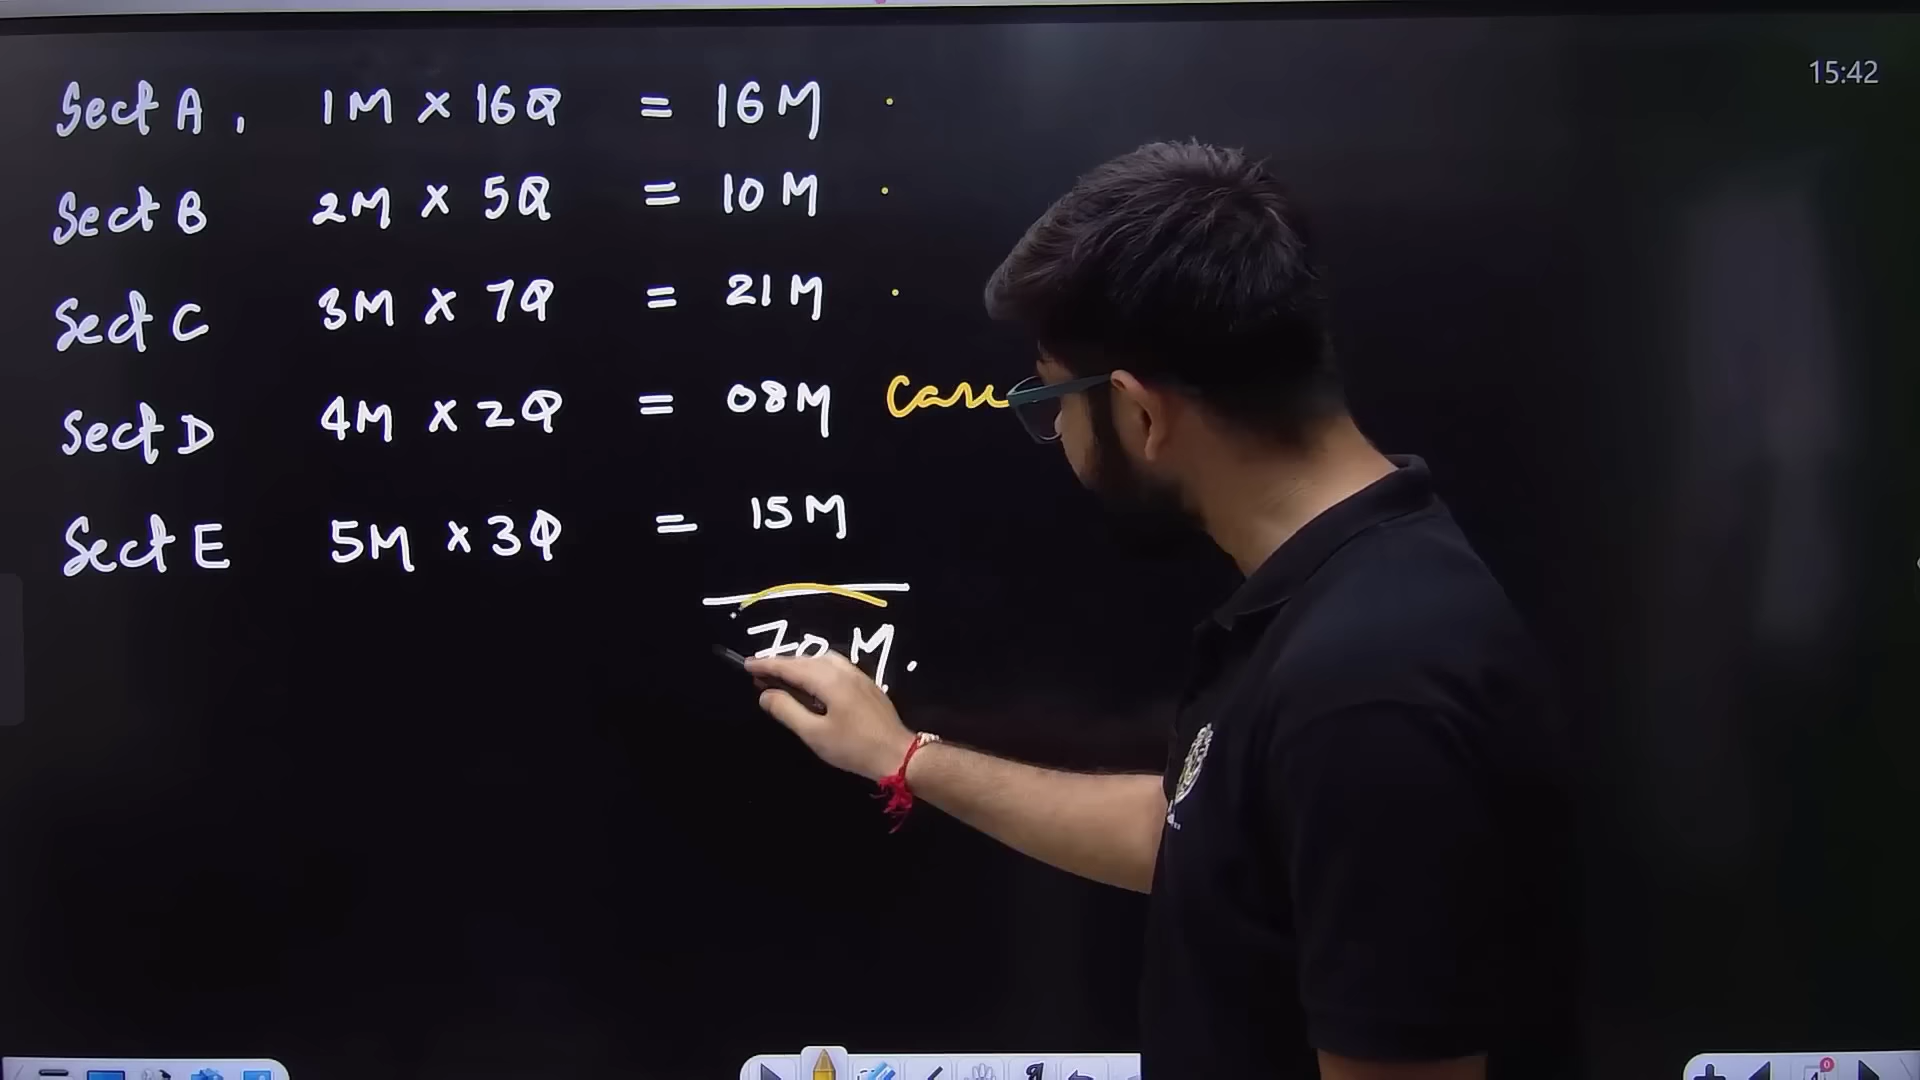 15:42
Sect A, 1M × 16Q = 16M
Sect B 2M × 5Q = 10M
Sect C 3M × 7Q = 21M
Sect D 4M × 2Q = 08M
Sect E 5M × 3Q = 15M
70M.